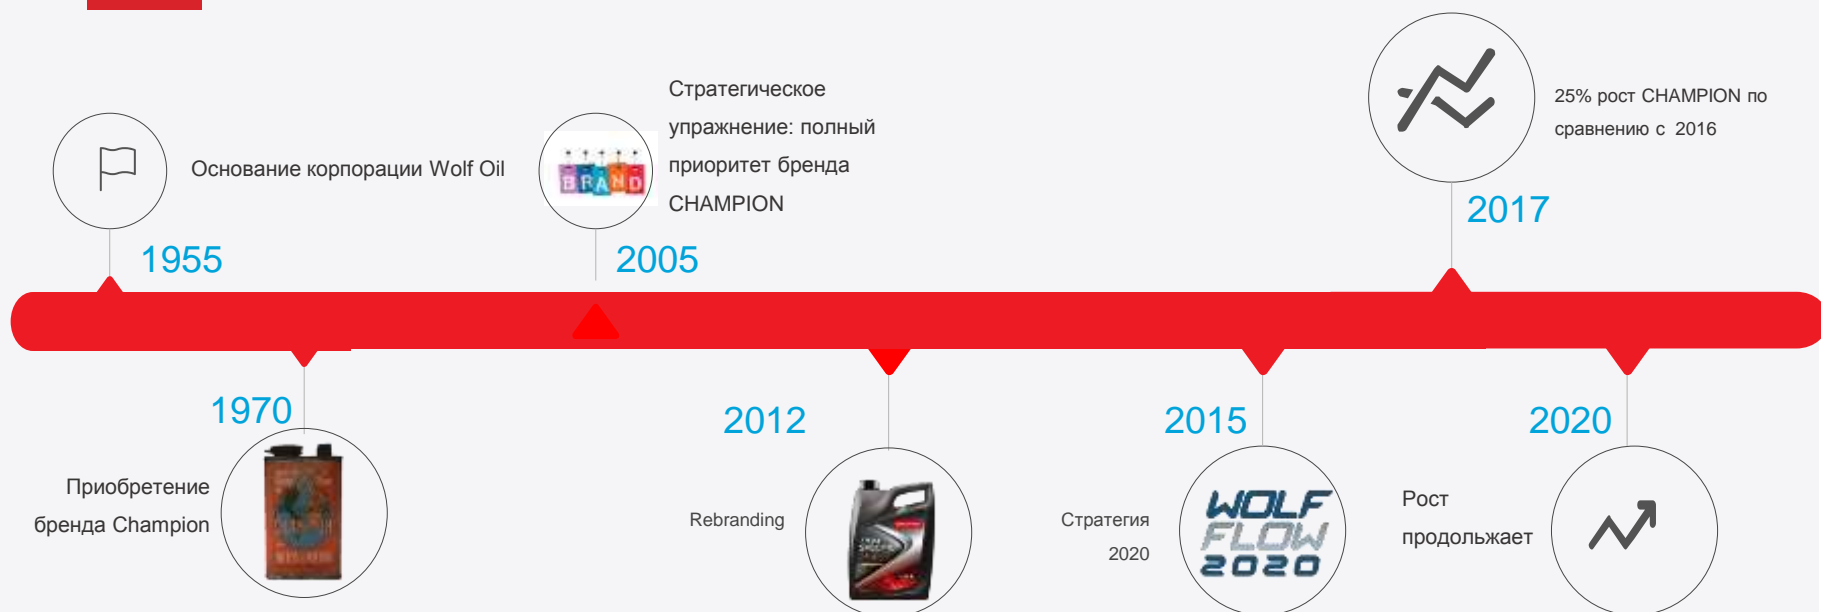 Основание корпорации Wolf Oil
1955
BRAND
Стратегическое
упражнение: полный
приоритет бренда
CHAMPION
2005
25% рост CHAMPION по
сравнению с 2016
2017
1970
Приобретение
бренда Champion
2012
Rebranding
2015
Стратегия
2020
WOLF
FLOW
2020
2020
Рост
продольжает